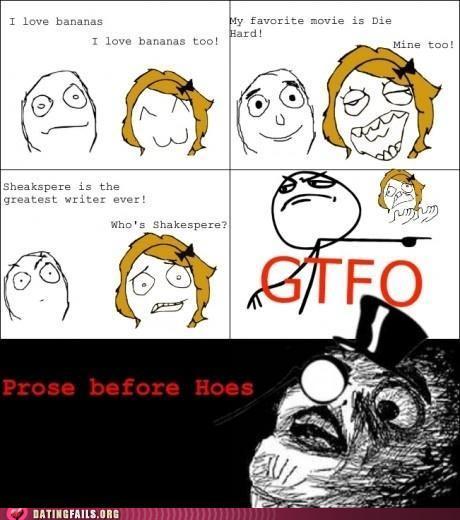 I love bananas
I love bananas too!
My favorite movie is Die
Hard!
Mine too!
Sheakspere is the
greatest writer ever!
Who's Shakespere?
GTFO
Prose before Hoes
DATINGFAILS.ORG